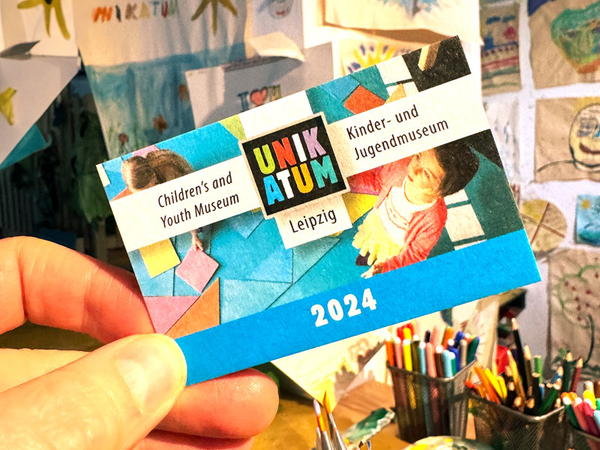 UNIKATUM
Children's and
Youth Museum
UNIK
ATUM
Leipzig
Kinder- und
Jugendmuseum
2024